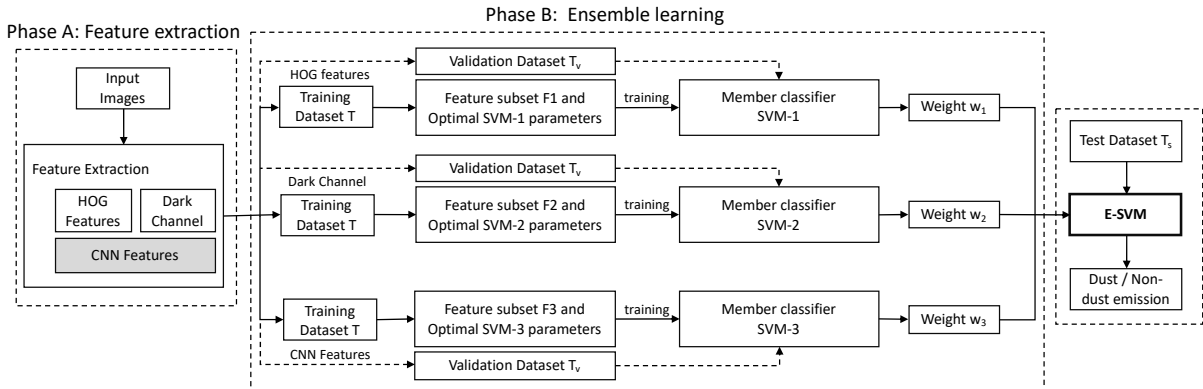 Phase A: Feature extraction
Input
Images
Feature Extraction
HOG
Features
Dark
Channel
CNN Features
Phase B: Ensemble learning
Validation Dataset Tv
HOG features
Training
Dataset T
Feature subset F1 and
Optimal SVM-1 parameters
training
Member classifier
SVM-1
Weight w1
Validation Dataset Tv
Dark Channel
Training
Dataset T
Feature subset F2 and
Optimal SVM-2 parameters
training
Member classifier
SVM-2
Weight w2
Training
Dataset T
Feature subset F3 and
Optimal SVM-3 parameters
training
Member classifier
SVM-3
Weight w3
CNN Features
Validation Dataset Tv
Test Dataset Ts
E-SVM
Dust / Non-
dust emission